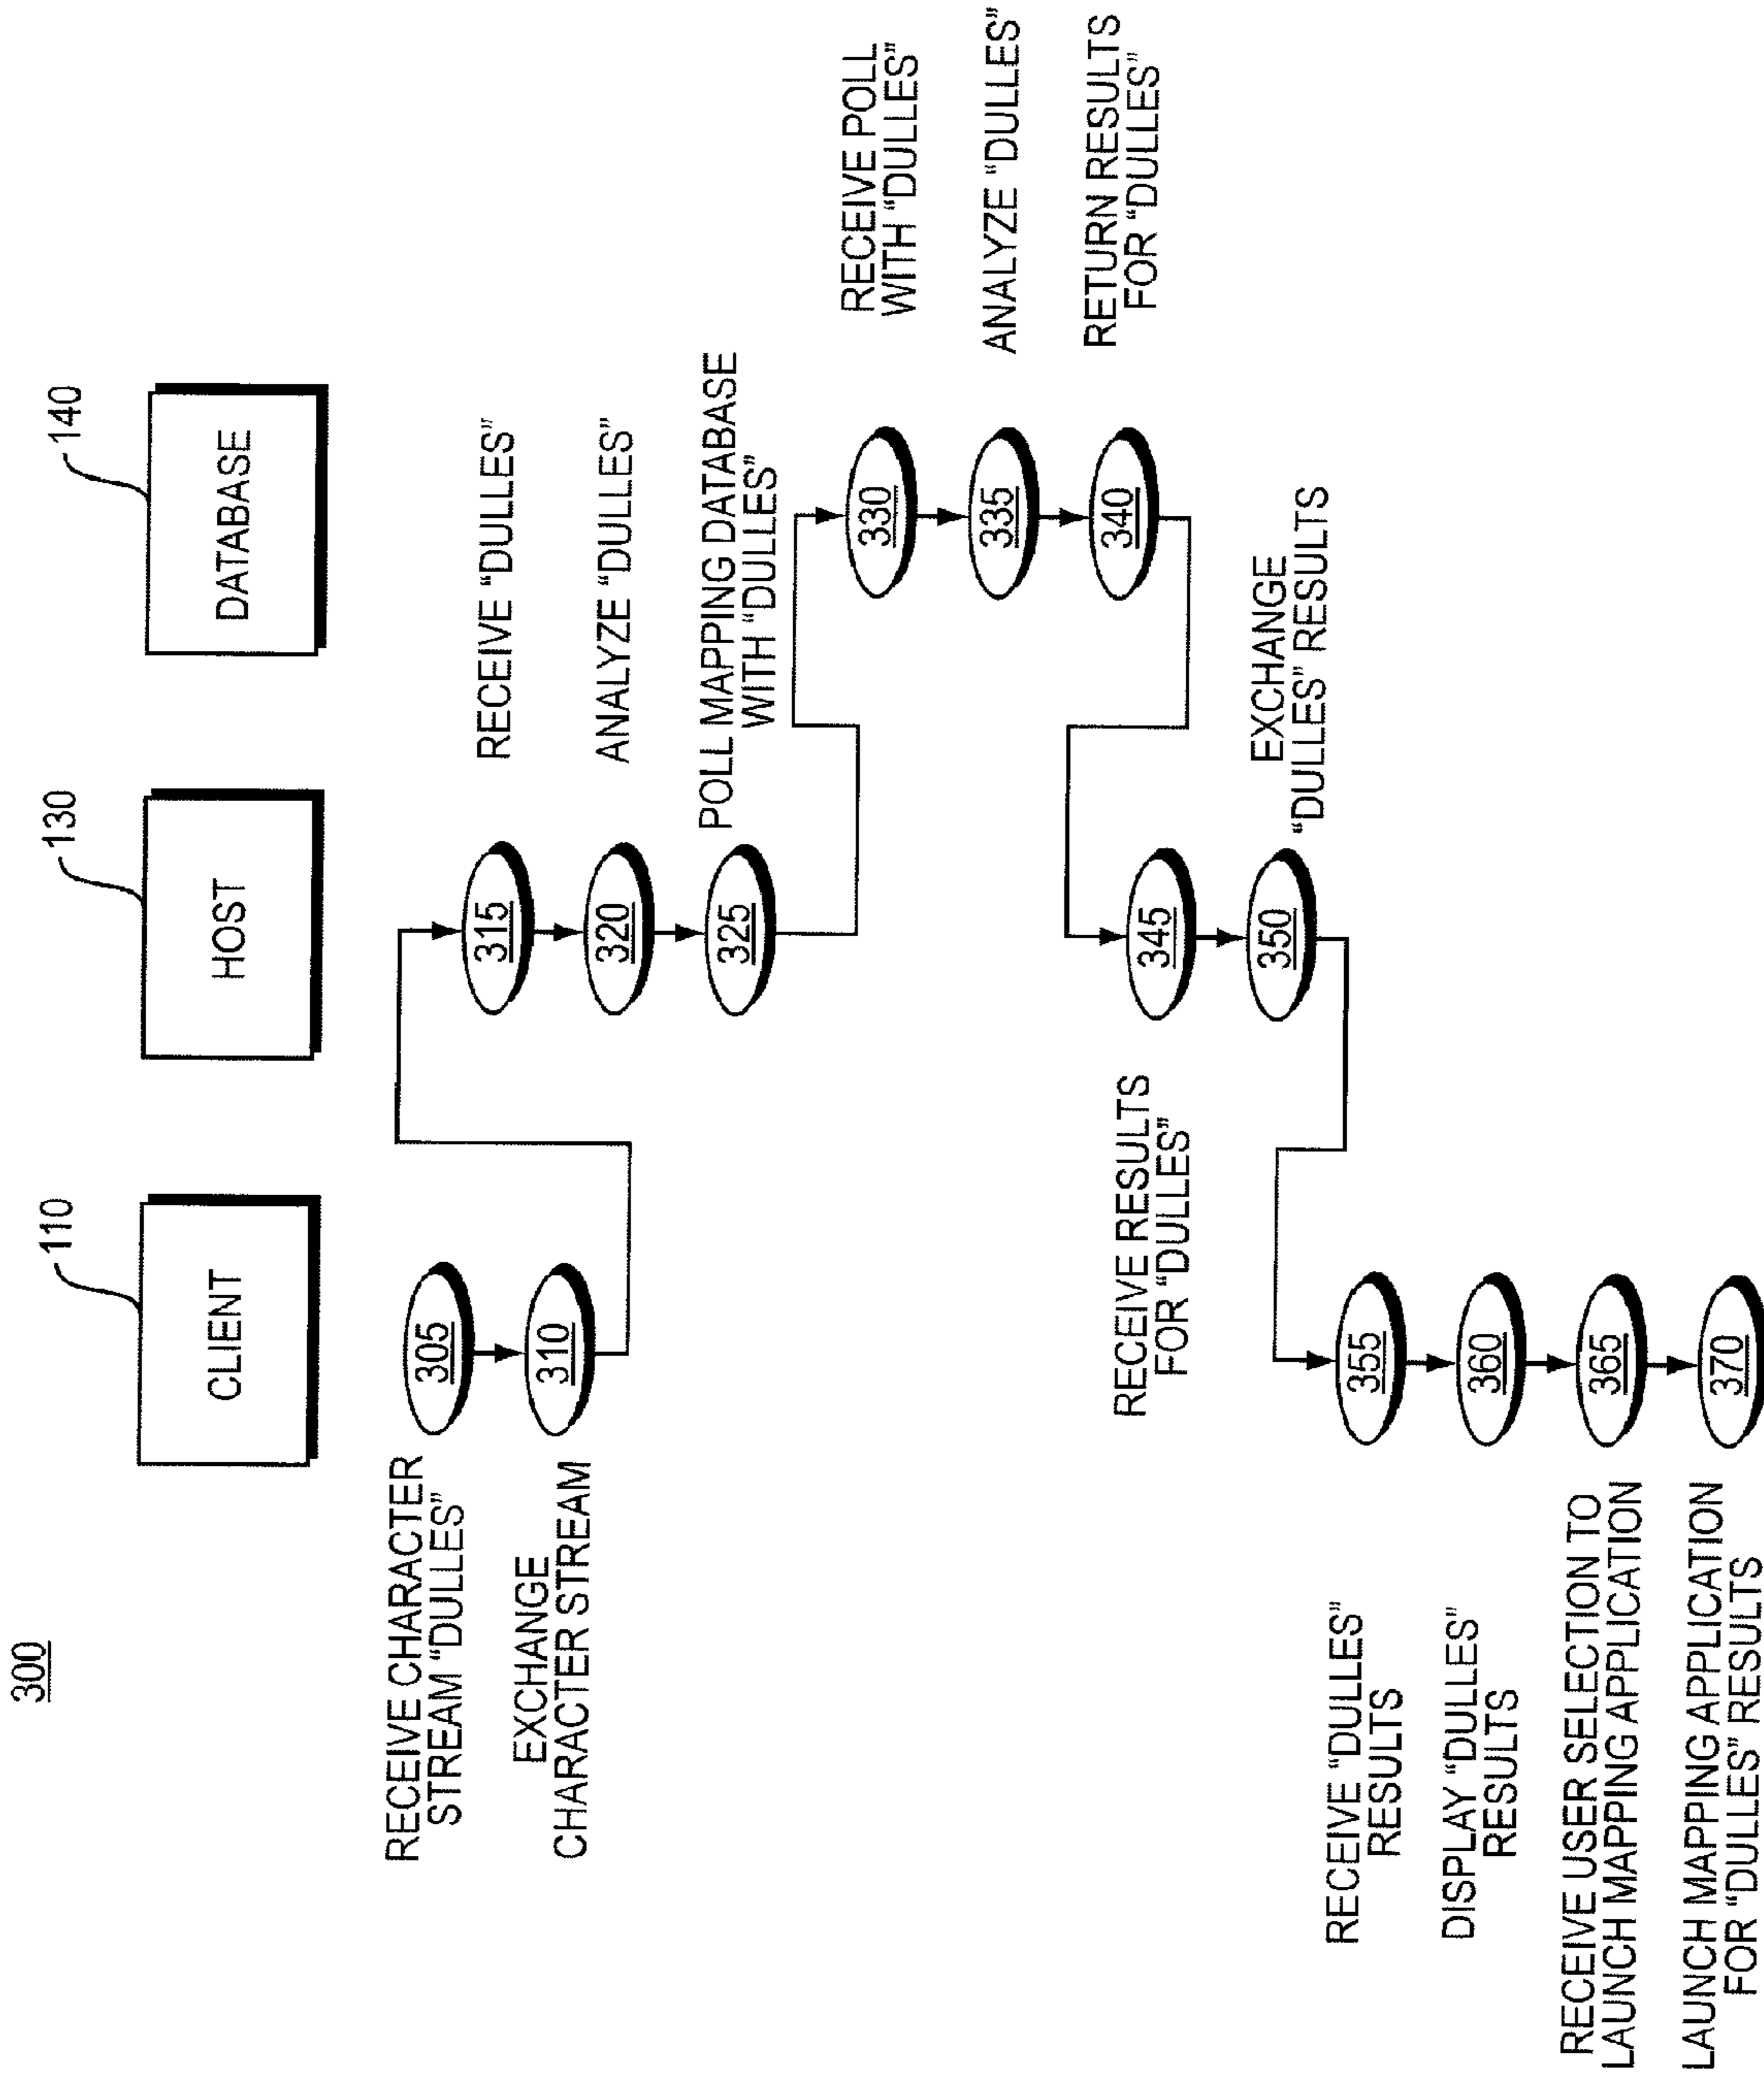 300
110
CLIENT
130
HOST
140
DATABASE
RECEIVE CHARACTER
STREAM "DULLES"
305
EXCHANGE
CHARACTER STREAM
310
315
RECEIVE "DULLES"
320
ANALYZE "DULLES"
325
POLL MAPPING DATABASE
WITH "DULLES"
330
RECEIVE POLL
WITH "DULLES"
335
ANALYZE "DULLES"
340
RETURN RESULTS
FOR "DULLES"
RECEIVE RESULTS
FOR "DULLES"
345
350
EXCHANGE
"DULLES" RESULTS
RECEIVE "DULLES"
RESULTS
355
DISPLAY "DULLES"
RESULTS
360
RECEIVE USER SELECTION TO
LAUNCH MAPPING APPLICATION
365
LAUNCH MAPPING APPLICATION
FOR "DULLES" RESULTS
370